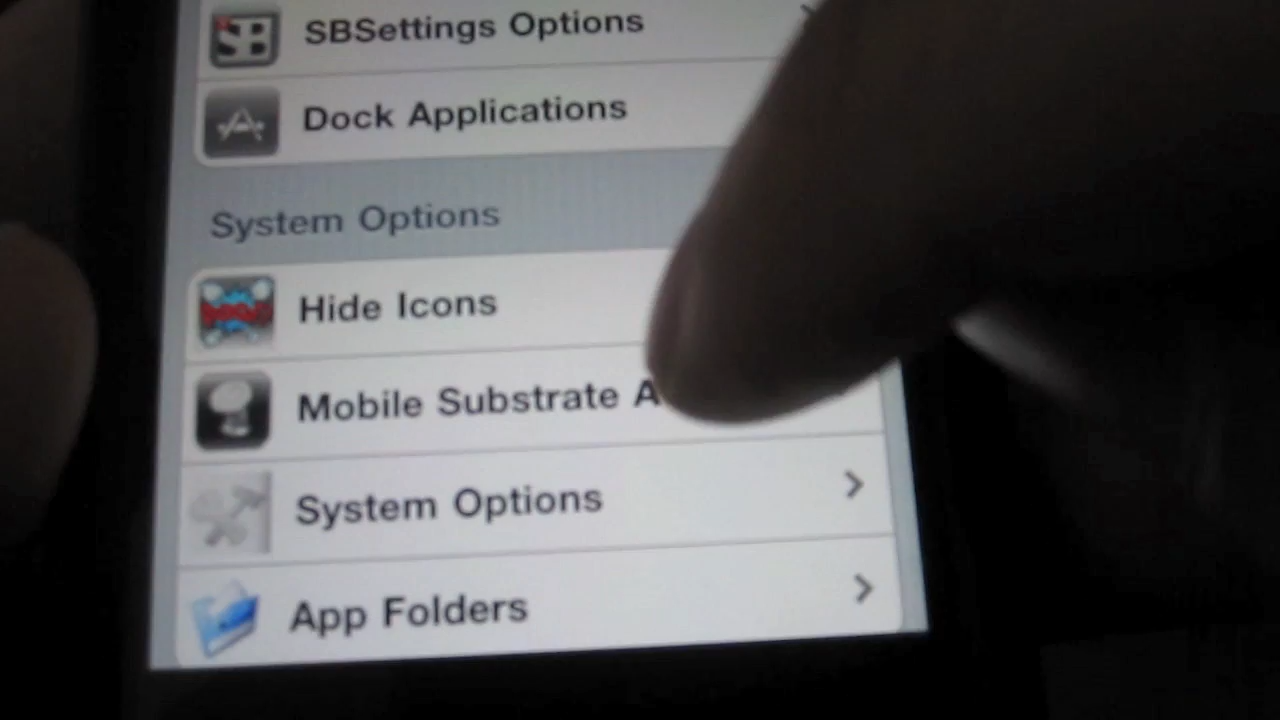 SBSettings Options
Dock Applications
System Options
Hide Icons
Mobile Substrate A
System Options
App Folders